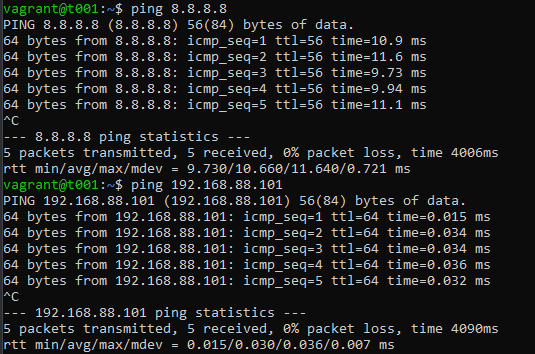 vagrant@t001:~$ ping 8.8.8.8
PING 8.8.8.8 (8.8.8.8) 56(84) bytes of data.
64 bytes from 8.8.8.8: icmp_seq=1 ttl=56 time=10.9 ms
64 bytes from 8.8.8.8: icmp_seq=2 ttl=56 time=11.6 ms
64 bytes from 8.8.8.8: icmp_seq=3 ttl=56 time=9.73 ms
64 bytes from 8.8.8.8: icmp_seq=4 ttl=56 time=9.94 ms
64 bytes from 8.8.8.8: icmp_seq=5 ttl=56 time=11.1 ms
^C
--- 8.8.8.8 ping statistics ---
5 packets transmitted, 5 received, 0% packet loss, time 4006ms
rtt min/avg/max/mdev = 9.730/10.660/11.640/0.721 ms
vagrant@t001:~$ ping 192.168.88.101
PING 192.168.88.101 (192.168.88.101) 56(84) bytes of data.
64 bytes from 192.168.88.101: icmp_seq=1 ttl=64 time=0.015 ms
64 bytes from 192.168.88.101: icmp_seq=2 ttl=64 time=0.034 ms
64 bytes from 192.168.88.101: icmp_seq=3 ttl=64 time=0.034 ms
64 bytes from 192.168.88.101: icmp_seq=4 ttl=64 time=0.036 ms
64 bytes from 192.168.88.101: icmp_seq=5 ttl=64 time=0.032 ms
^C
--- 192.168.88.101 ping statistics ---
5 packets transmitted, 5 received, 0% packet loss, time 4090ms
rtt min/avg/max/mdev = 0.015/0.030/0.036/0.007 ms